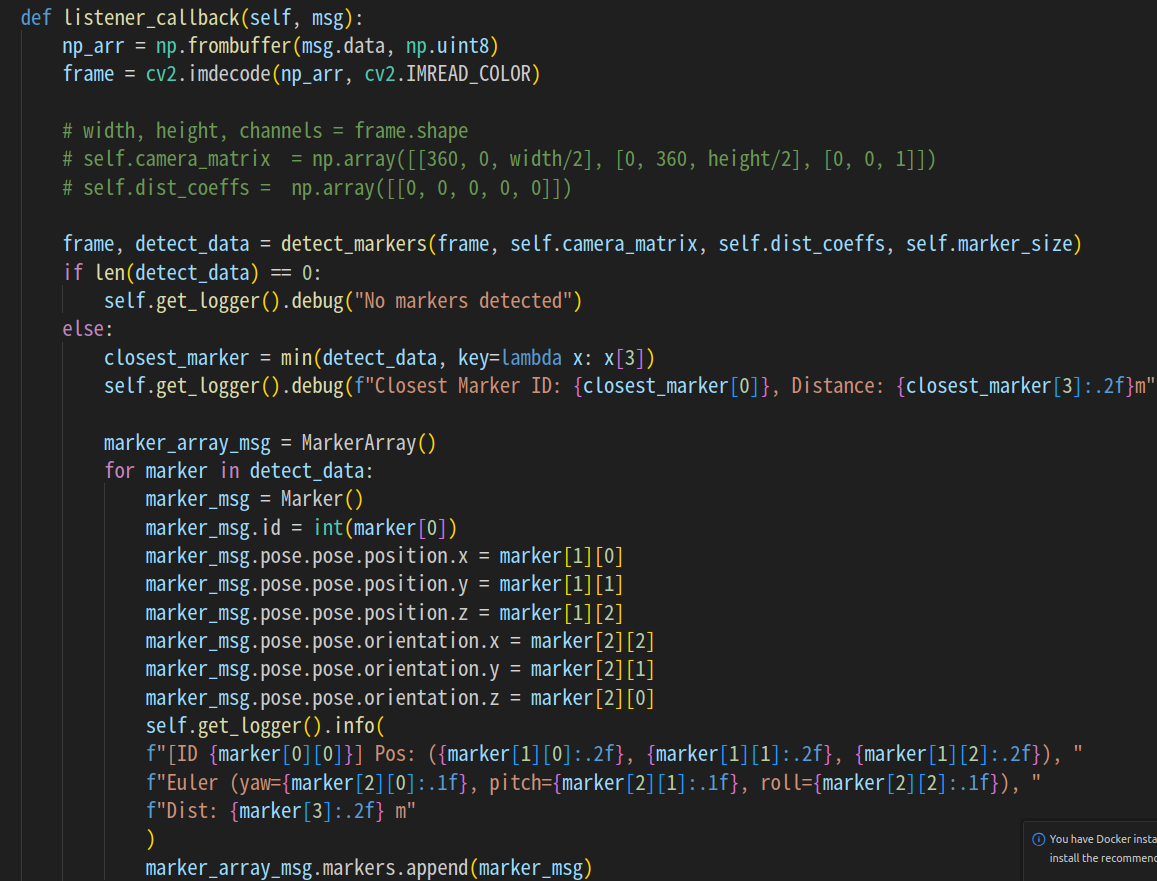 def listener_callback(self, msg):
    np_arr = np.frombuffer(msg.data, np.uint8)
    frame = cv2.imdecode(np_arr, cv2.IMREAD_COLOR)

    # width, height, channels = frame.shape
    # self.camera_matrix  = np.array([[360, 0, width/2], [0, 360, height/2], [0, 0, 1]])
    # self.dist_coeffs =  np.array([[0, 0, 0, 0, 0]])

    frame, detect_data = detect_markers(frame, self.camera_matrix, self.dist_coeffs, self.marker_size)
    if len(detect_data) == 0:
        self.get_logger().debug("No markers detected")
    else:
        closest_marker = min(detect_data, key=lambda x: x[3])
        self.get_logger().debug(f"Closest Marker ID: {closest_marker[0]}, Distance: {closest_marker[3]:.2f}m"

        marker_array_msg = MarkerArray()
        for marker in detect_data:
            marker_msg = Marker()
            marker_msg.id = int(marker[0])
            marker_msg.pose.pose.position.x = marker[1][0]
            marker_msg.pose.pose.position.y = marker[1][1]
            marker_msg.pose.pose.position.z = marker[1][2]
            marker_msg.pose.pose.orientation.x = marker[2][2]
            marker_msg.pose.pose.orientation.y = marker[2][1]
            marker_msg.pose.pose.orientation.z = marker[2][0]
            self.get_logger().info(
            f"[ID {marker[0][0]}] Pos: ({marker[1][0]:.2f}, {marker[1][1]:.2f}, {marker[1][2]:.2f}), "
            f"Euler (yaw={marker[2][0]:.1f}, pitch={marker[2][1]:.1f}, roll={marker[2][2]:.1f}), "
            f"Dist: {marker[3]:.2f} m"
            )
            marker_array_msg.markers.append(marker_msg)
You have Docker insta
install the recommend